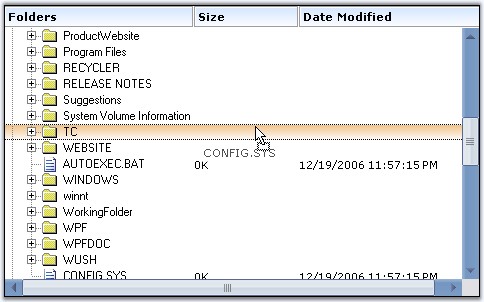 Folders Size Date Modified
ProductWebsite
Program Files
RECYCLER
RELEASE NOTES
Suggestions
System Volume Information
TC
WEBSITE
CONFIG.SYS
AUTOEXEC.BAT 0K 12/19/2006 11:57:15 PM
WINDOWS
winnt
WorkingFolder
WPF
WPFDOC
WUSH
CONFIG.SYS 0K 12/19/2006 11:57:15 PM